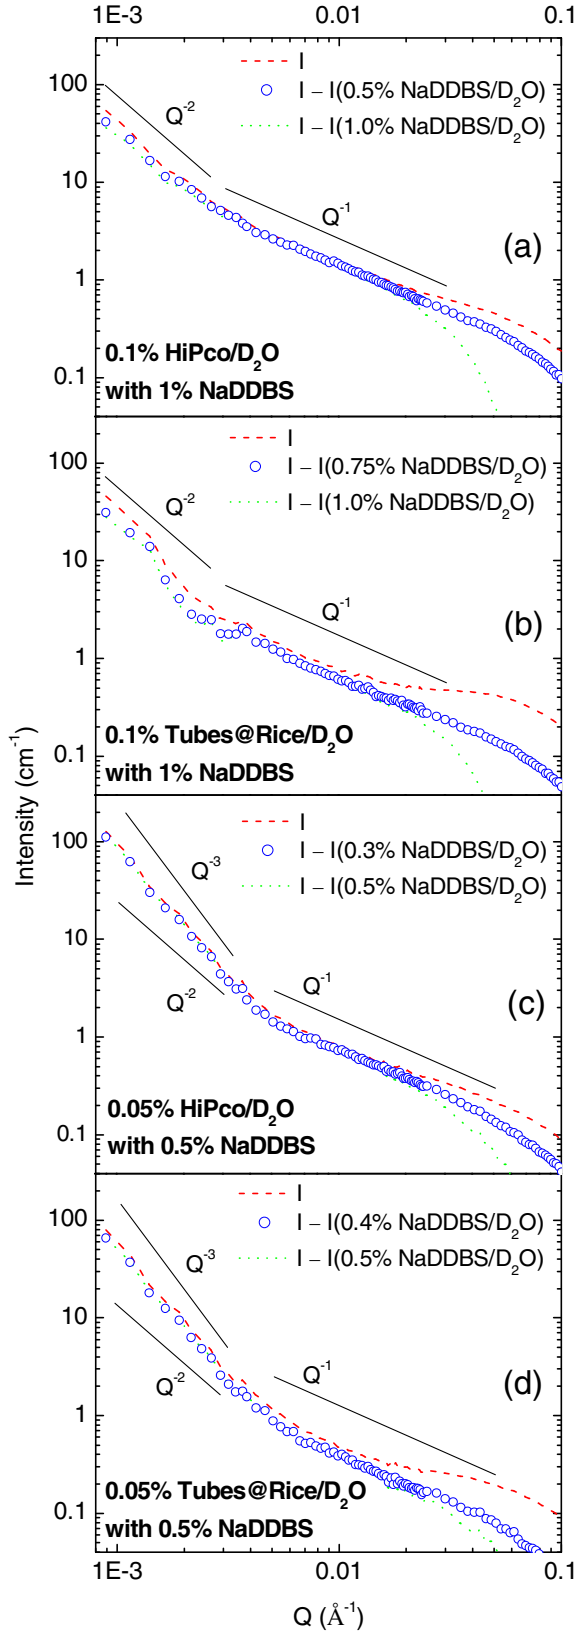 1E-3 0.01 0.1
I
I – I(0.5% NaDDBS/D₂O)
I – I(1.0% NaDDBS/D₂O)
100
Q⁻²
10
Q⁻¹
(a)
1
0.1% HiPco/D₂O
0.1
with 1% NaDDBS
I
100
I – I(0.75% NaDDBS/D₂O)
I – I(1.0% NaDDBS/D₂O)
Q⁻²
10
Q⁻¹
(b)
1
0.1% Tubes@Rice/D₂O
0.1
with 1% NaDDBS
Intensity (cm⁻¹)
I
100
I – I(0.3% NaDDBS/D₂O)
Q⁻³
I – I(0.5% NaDDBS/D₂O)
10
Q⁻²
Q⁻¹
(c)
1
0.05% HiPco/D₂O
0.1
with 0.5% NaDDBS
I
100
I – I(0.4% NaDDBS/D₂O)
Q⁻³
I – I(0.5% NaDDBS/D₂O)
10
Q⁻²
Q⁻¹
(d)
1
0.05% Tubes@Rice/D₂O
0.1
with 0.5% NaDDBS
1E-3 0.01 0.1
Q (Å⁻¹)